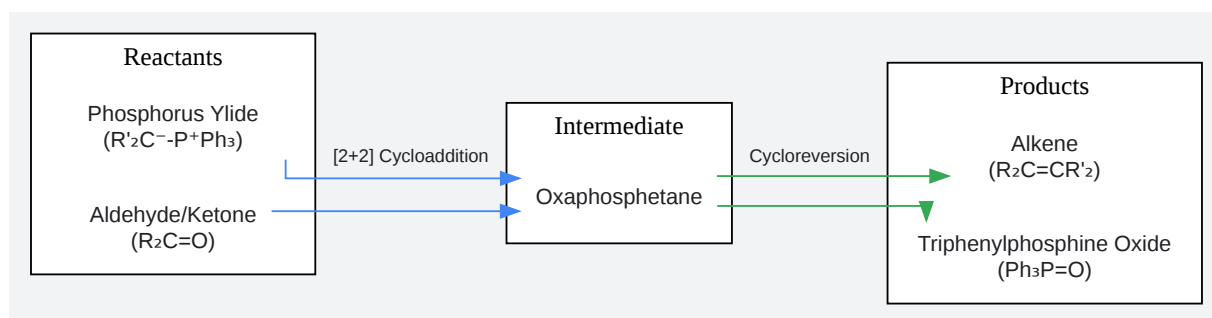 Reactants
Phosphorus Ylide
(R'₂C⁻-P⁺Ph₃)
Aldehyde/Ketone
(R₂C=O)
[2+2] Cycloaddition
Intermediate
Oxaphosphetane
Cycloreversion
Products
Alkene
(R₂C=CR'₂)
Triphenylphosphine Oxide
(Ph₃P=O)